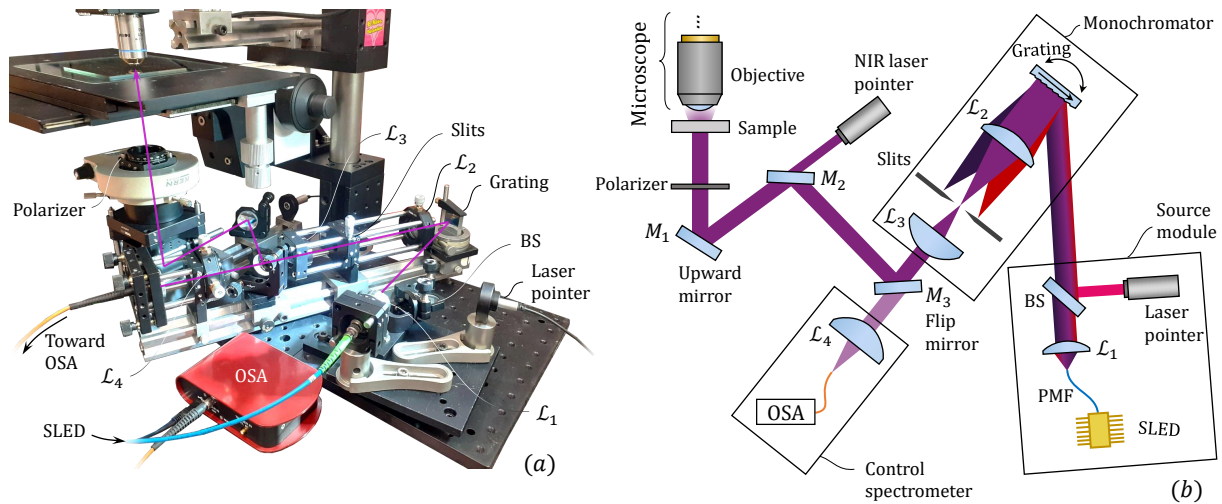 ℒ₃
Slits
ℒ₂
Grating
Polarizer
BS
Laser
pointer
Toward
OSA
ℒ₄
OSA
ℒ₁
SLED
(a)
KERN
Microscope
...
Objective
Sample
Polarizer
M₁
Upward
mirror
NIR laser
pointer
M₂
Monochromator
Grating
ℒ₂
Slits
ℒ₃
M₃
Flip
mirror
ℒ₄
OSA
Control
spectrometer
Source
module
BS
Laser
pointer
ℒ₁
PMF
SLED
(b)